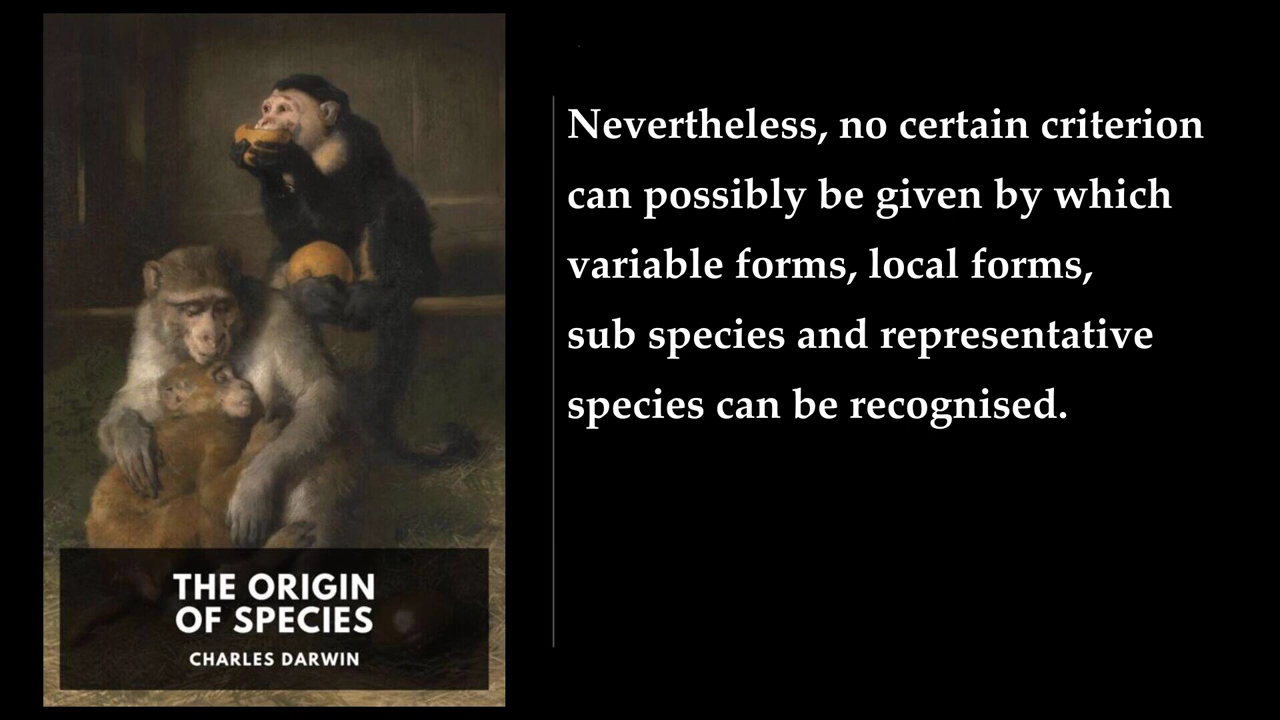 THE ORIGIN
OF SPECIES
CHARLES DARWIN
Nevertheless, no certain criterion
can possibly be given by which
variable forms, local forms,
sub species and representative
species can be recognised.